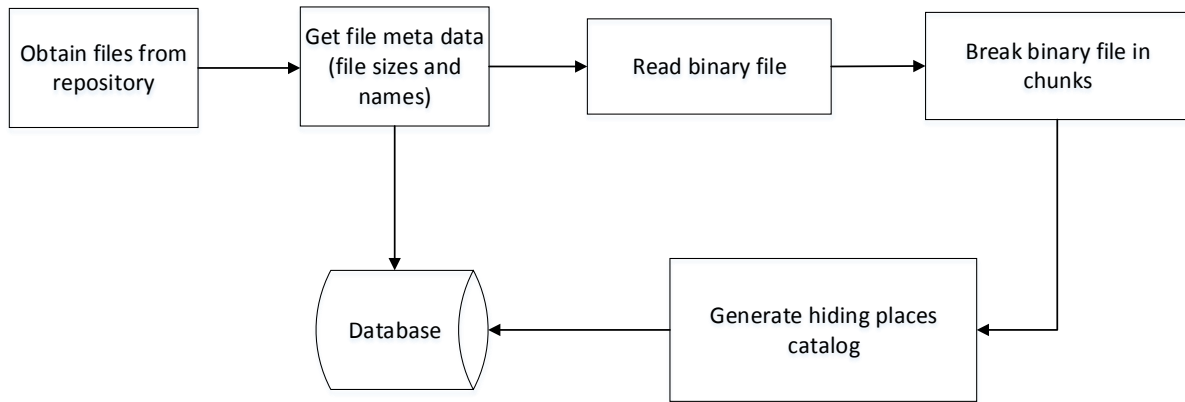 Obtain files from
repository
Get file meta data
(file sizes and
names)
Read binary file
Break binary file in
chunks
Database
Generate hiding places
catalog